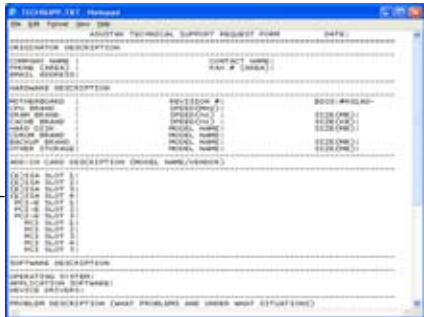 TECHSUPP.TXT - Notepad
File Edit Format View Help
ASUSTEK TECHNICAL SUPPORT REQUEST FORM DATE:
ORIGINATOR DESCRIPTION
COMPANY NAME : CONTACT NAME:
PHONE (AREA) : FAX # (AREA):
EMAIL ADDRESS:
HARDWARE DESCRIPTION
MOTHERBOARD : REVISION #: BIOS:
CPU BRAND : SPEED(MHZ):
DRAM BRAND : SPEED(NS) : SIZE(MB):
CACHE BRAND : SPEED(NS) : SIZE(KB):
HARD DISK : MODEL NAME: SIZE(MB):
CDROM BRAND : MODEL NAME:
BACKUP BRAND : MODEL NAME: SIZE(MB):
OTHER STORAGE: MODEL NAME: SIZE(MB):
ADD-ON CARD DESCRIPTION (MODEL NAME/VENDOR)
(E)ISA SLOT 1:
(E)ISA SLOT 2:
(E)ISA SLOT 3:
(E)ISA SLOT 4:
PCI-E SLOT 1:
PCI-E SLOT 2:
PCI-E SLOT 3:
PCI SLOT 1:
PCI SLOT 2:
PCI SLOT 3:
PCI SLOT 4:
PCI SLOT 5:
SOFTWARE DESCRIPTION
OPERATING SYSTEM:
APPLICATION SOFTWARE:
DEVICE DRIVERS:
PROBLEM DESCRIPTION (WHAT PROBLEMS AND UNDER WHAT SITUATIONS)